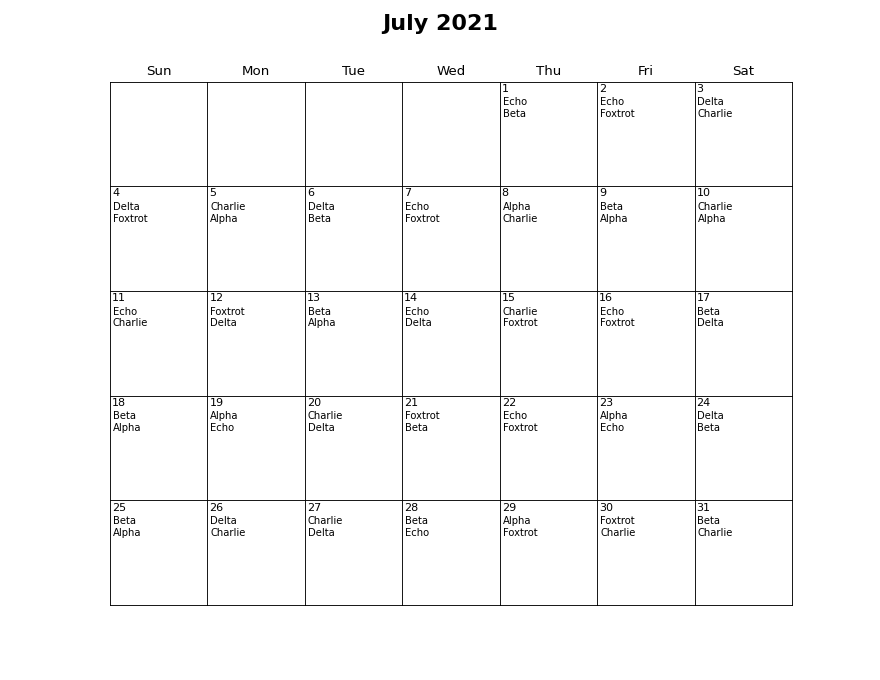 July 2021
Sun Mon Tue Wed Thu Fri Sat
1 2 3
Echo Echo Delta
Beta Foxtrot Charlie
4 5 6 7 8 9 10
Delta Charlie Delta Echo Alpha Beta Charlie
Foxtrot Alpha Beta Foxtrot Charlie Alpha Alpha
11 12 13 14 15 16 17
Echo Foxtrot Beta Echo Charlie Echo Beta
Charlie Delta Alpha Delta Foxtrot Foxtrot Delta
18 19 20 21 22 23 24
Beta Alpha Charlie Foxtrot Echo Alpha Delta
Alpha Echo Delta Beta Foxtrot Echo Beta
25 26 27 28 29 30 31
Beta Delta Charlie Beta Alpha Foxtrot Beta
Alpha Charlie Delta Echo Foxtrot Charlie Charlie